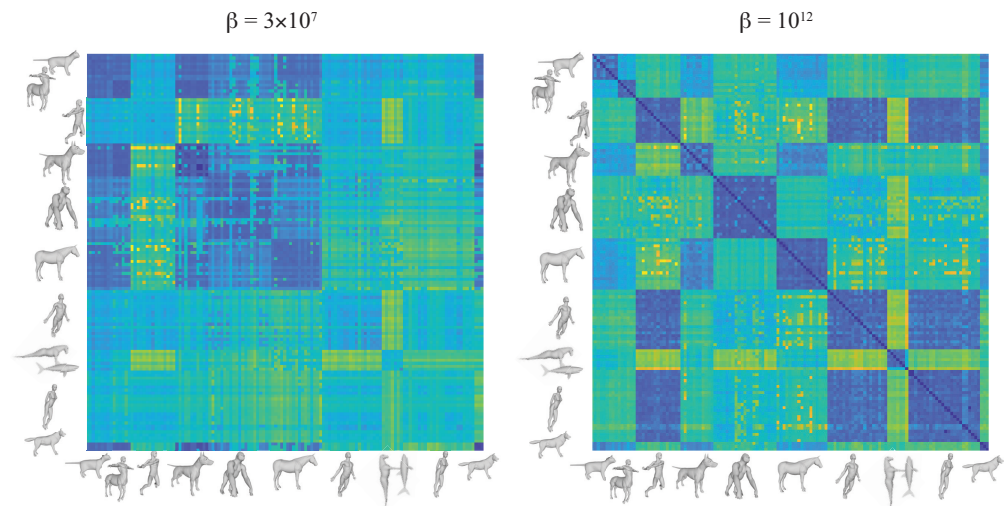 β = 3×10⁷
β = 10¹²